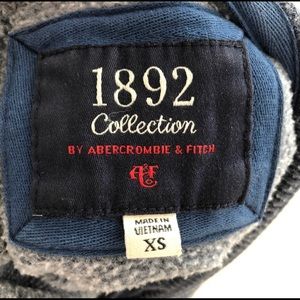 1892
Collection
BY ABERCROMBIE & FITCH
A&F
MADE IN
VIETNAM
XS